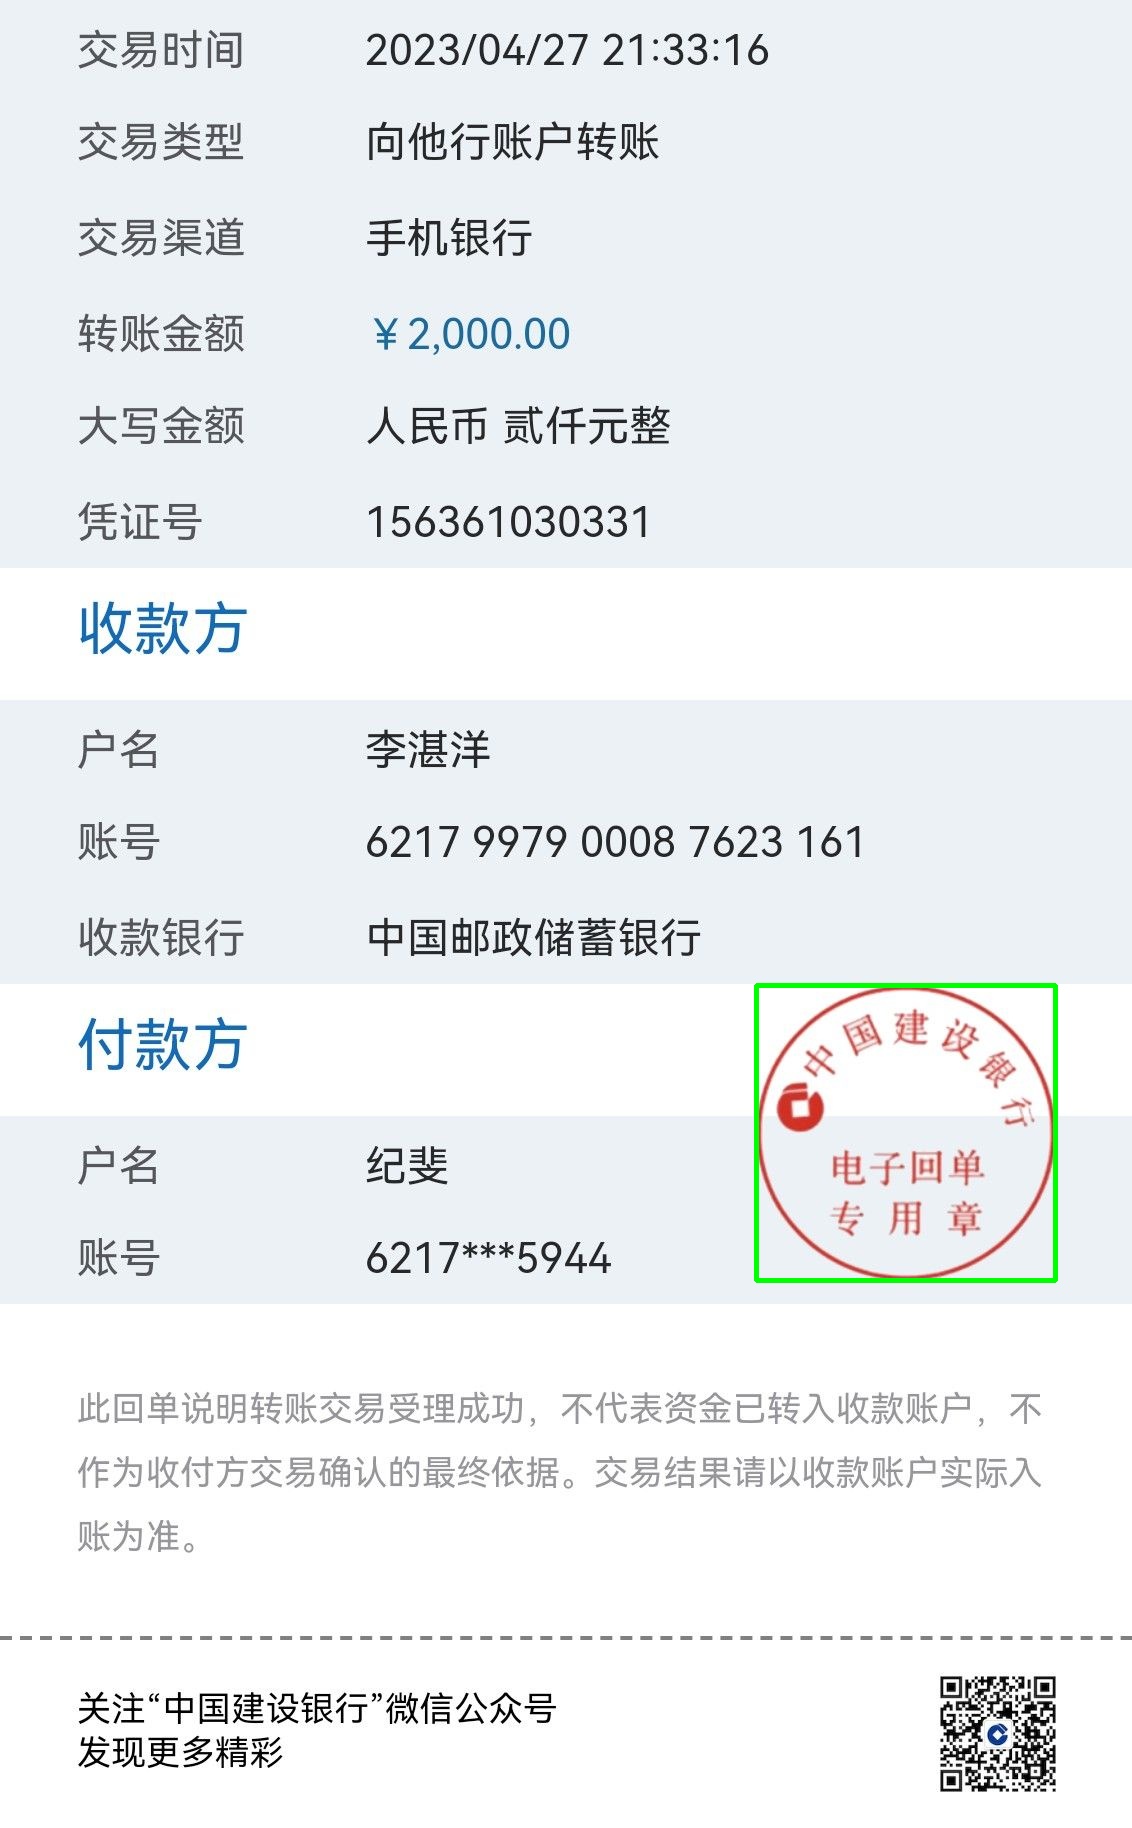 交易时间 2023/04/27 21:33:16
交易类型 向他行账户转账
交易渠道 手机银行
转账金额 ￥2,000.00
大写金额 人民币 贰仟元整
凭证号 156361030331
收款方
户名 李湛洋
账号 6217 9979 0008 7623 161
收款银行 中国邮政储蓄银行
付款方
中国建设银行
电子回单
专用章
户名 纪斐
账号 6217***5944
此回单说明转账交易受理成功，不代表资金已转入收款账户，不
作为收付方交易确认的最终依据。交易结果请以收款账户实际入
账为准。
关注“中国建设银行”微信公众号
发现更多精彩